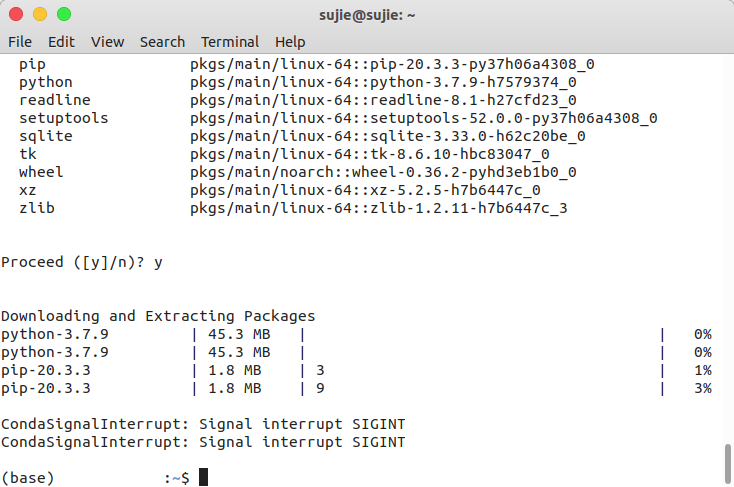 sujie@sujie: ~
File Edit View Search Terminal Help
pip pkgs/main/linux-64::pip-20.3.3-py37h06a4308_0
python pkgs/main/linux-64::python-3.7.9-h7579374_0
readline pkgs/main/linux-64::readline-8.1-h27cfd23_0
setuptools pkgs/main/linux-64::setuptools-52.0.0-py37h06a4308_0
sqlite pkgs/main/linux-64::sqlite-3.33.0-h62c20be_0
tk pkgs/main/linux-64::tk-8.6.10-hbc83047_0
wheel pkgs/main/noarch::wheel-0.36.2-pyhd3eb1b0_0
xz pkgs/main/linux-64::xz-5.2.5-h7b6447c_0
zlib pkgs/main/linux-64::zlib-1.2.11-h7b6447c_3
Proceed ([y]/n)? y
Downloading and Extracting Packages
python-3.7.9 | 45.3 MB | | 0%
python-3.7.9 | 45.3 MB | | 0%
pip-20.3.3 | 1.8 MB | 3 | 1%
pip-20.3.3 | 1.8 MB | 9 | 3%
CondaSignalInterrupt: Signal interrupt SIGINT
CondaSignalInterrupt: Signal interrupt SIGINT
(base) :~$